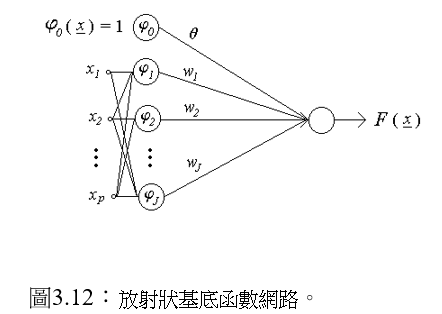 φ0(x) = 1 φ0
θ
x1 φ1 w1
x2 φ2 w2
F(x)
⋮ ⋮
wJ
xp φJ
圖3.12：放射狀基底函數網路。